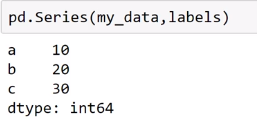 pd.Series(my_data,labels)
a    10
b    20
c    30
dtype: int64